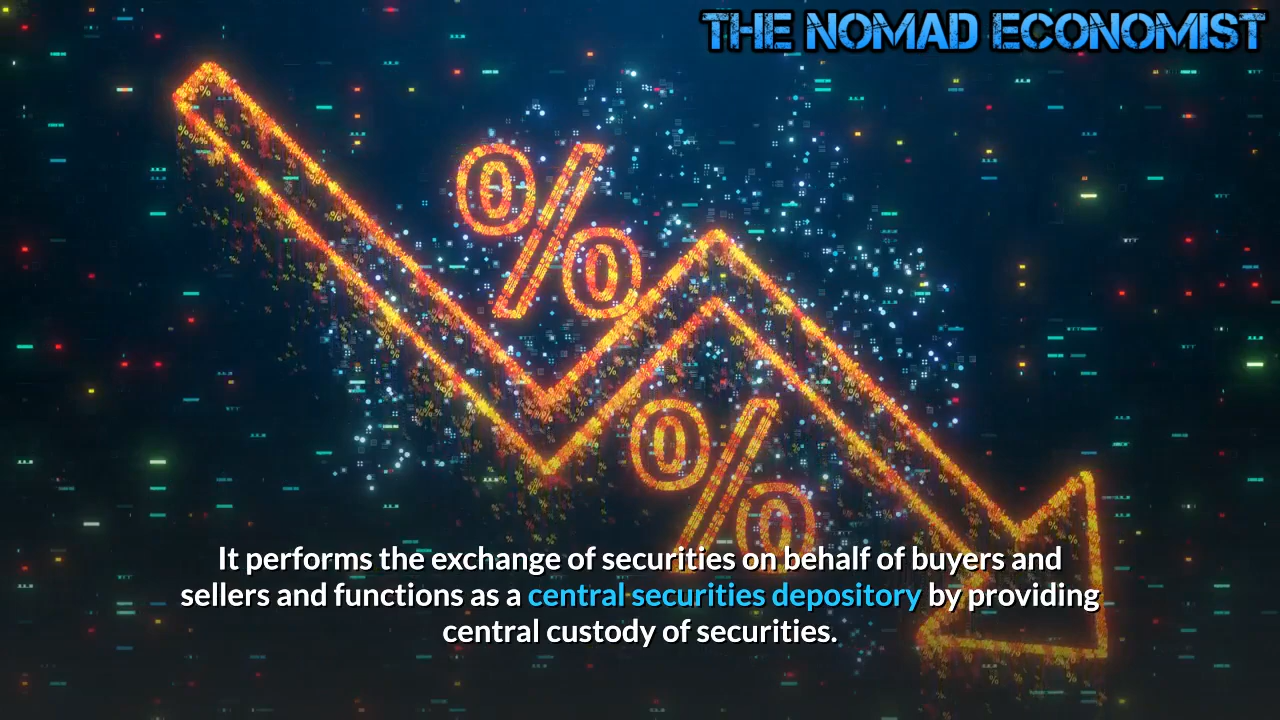 THE NOMAD ECONOMIST
%
%
It performs the exchange of securities on behalf of buyers and
sellers and functions as a central securities depository by providing
central custody of securities.